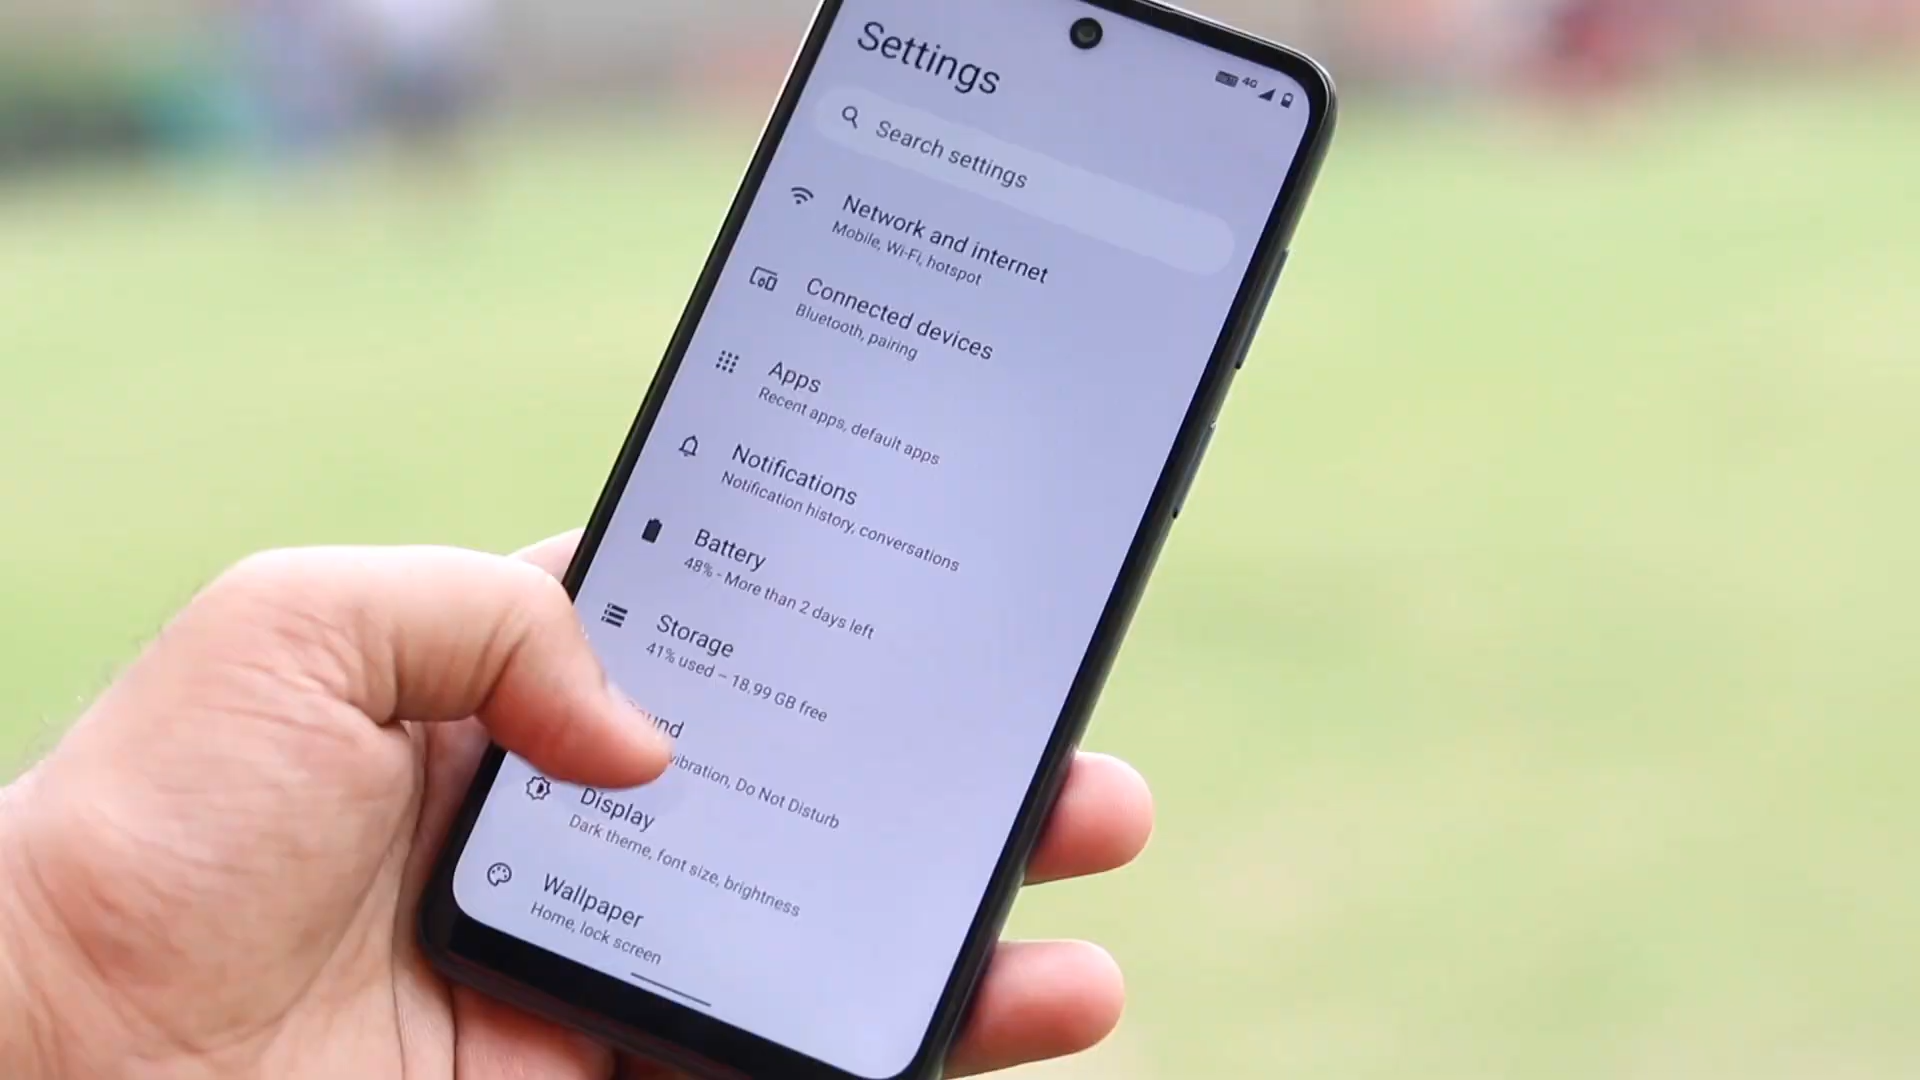 4G
Settings
Search settings
Network and internet
Mobile, Wi-Fi, hotspot
Connected devices
Bluetooth, pairing
Apps
Recent apps, default apps
Notifications
Notification history, conversations
Battery
48% - More than 2 days left
Storage
41% used – 18.99 GB free
vibration, Do Not Disturb
Display
Dark theme, font size, brightness
Wallpaper
Home, lock screen